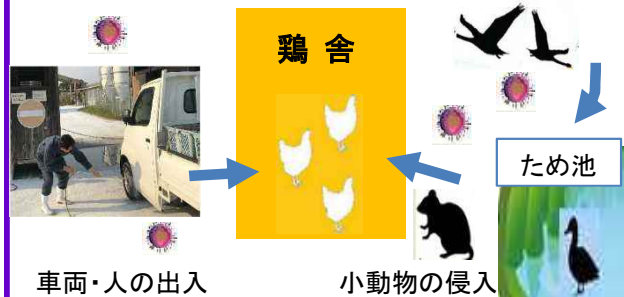 鶏 舎
ため池
車両・人の出入
小動物の侵入